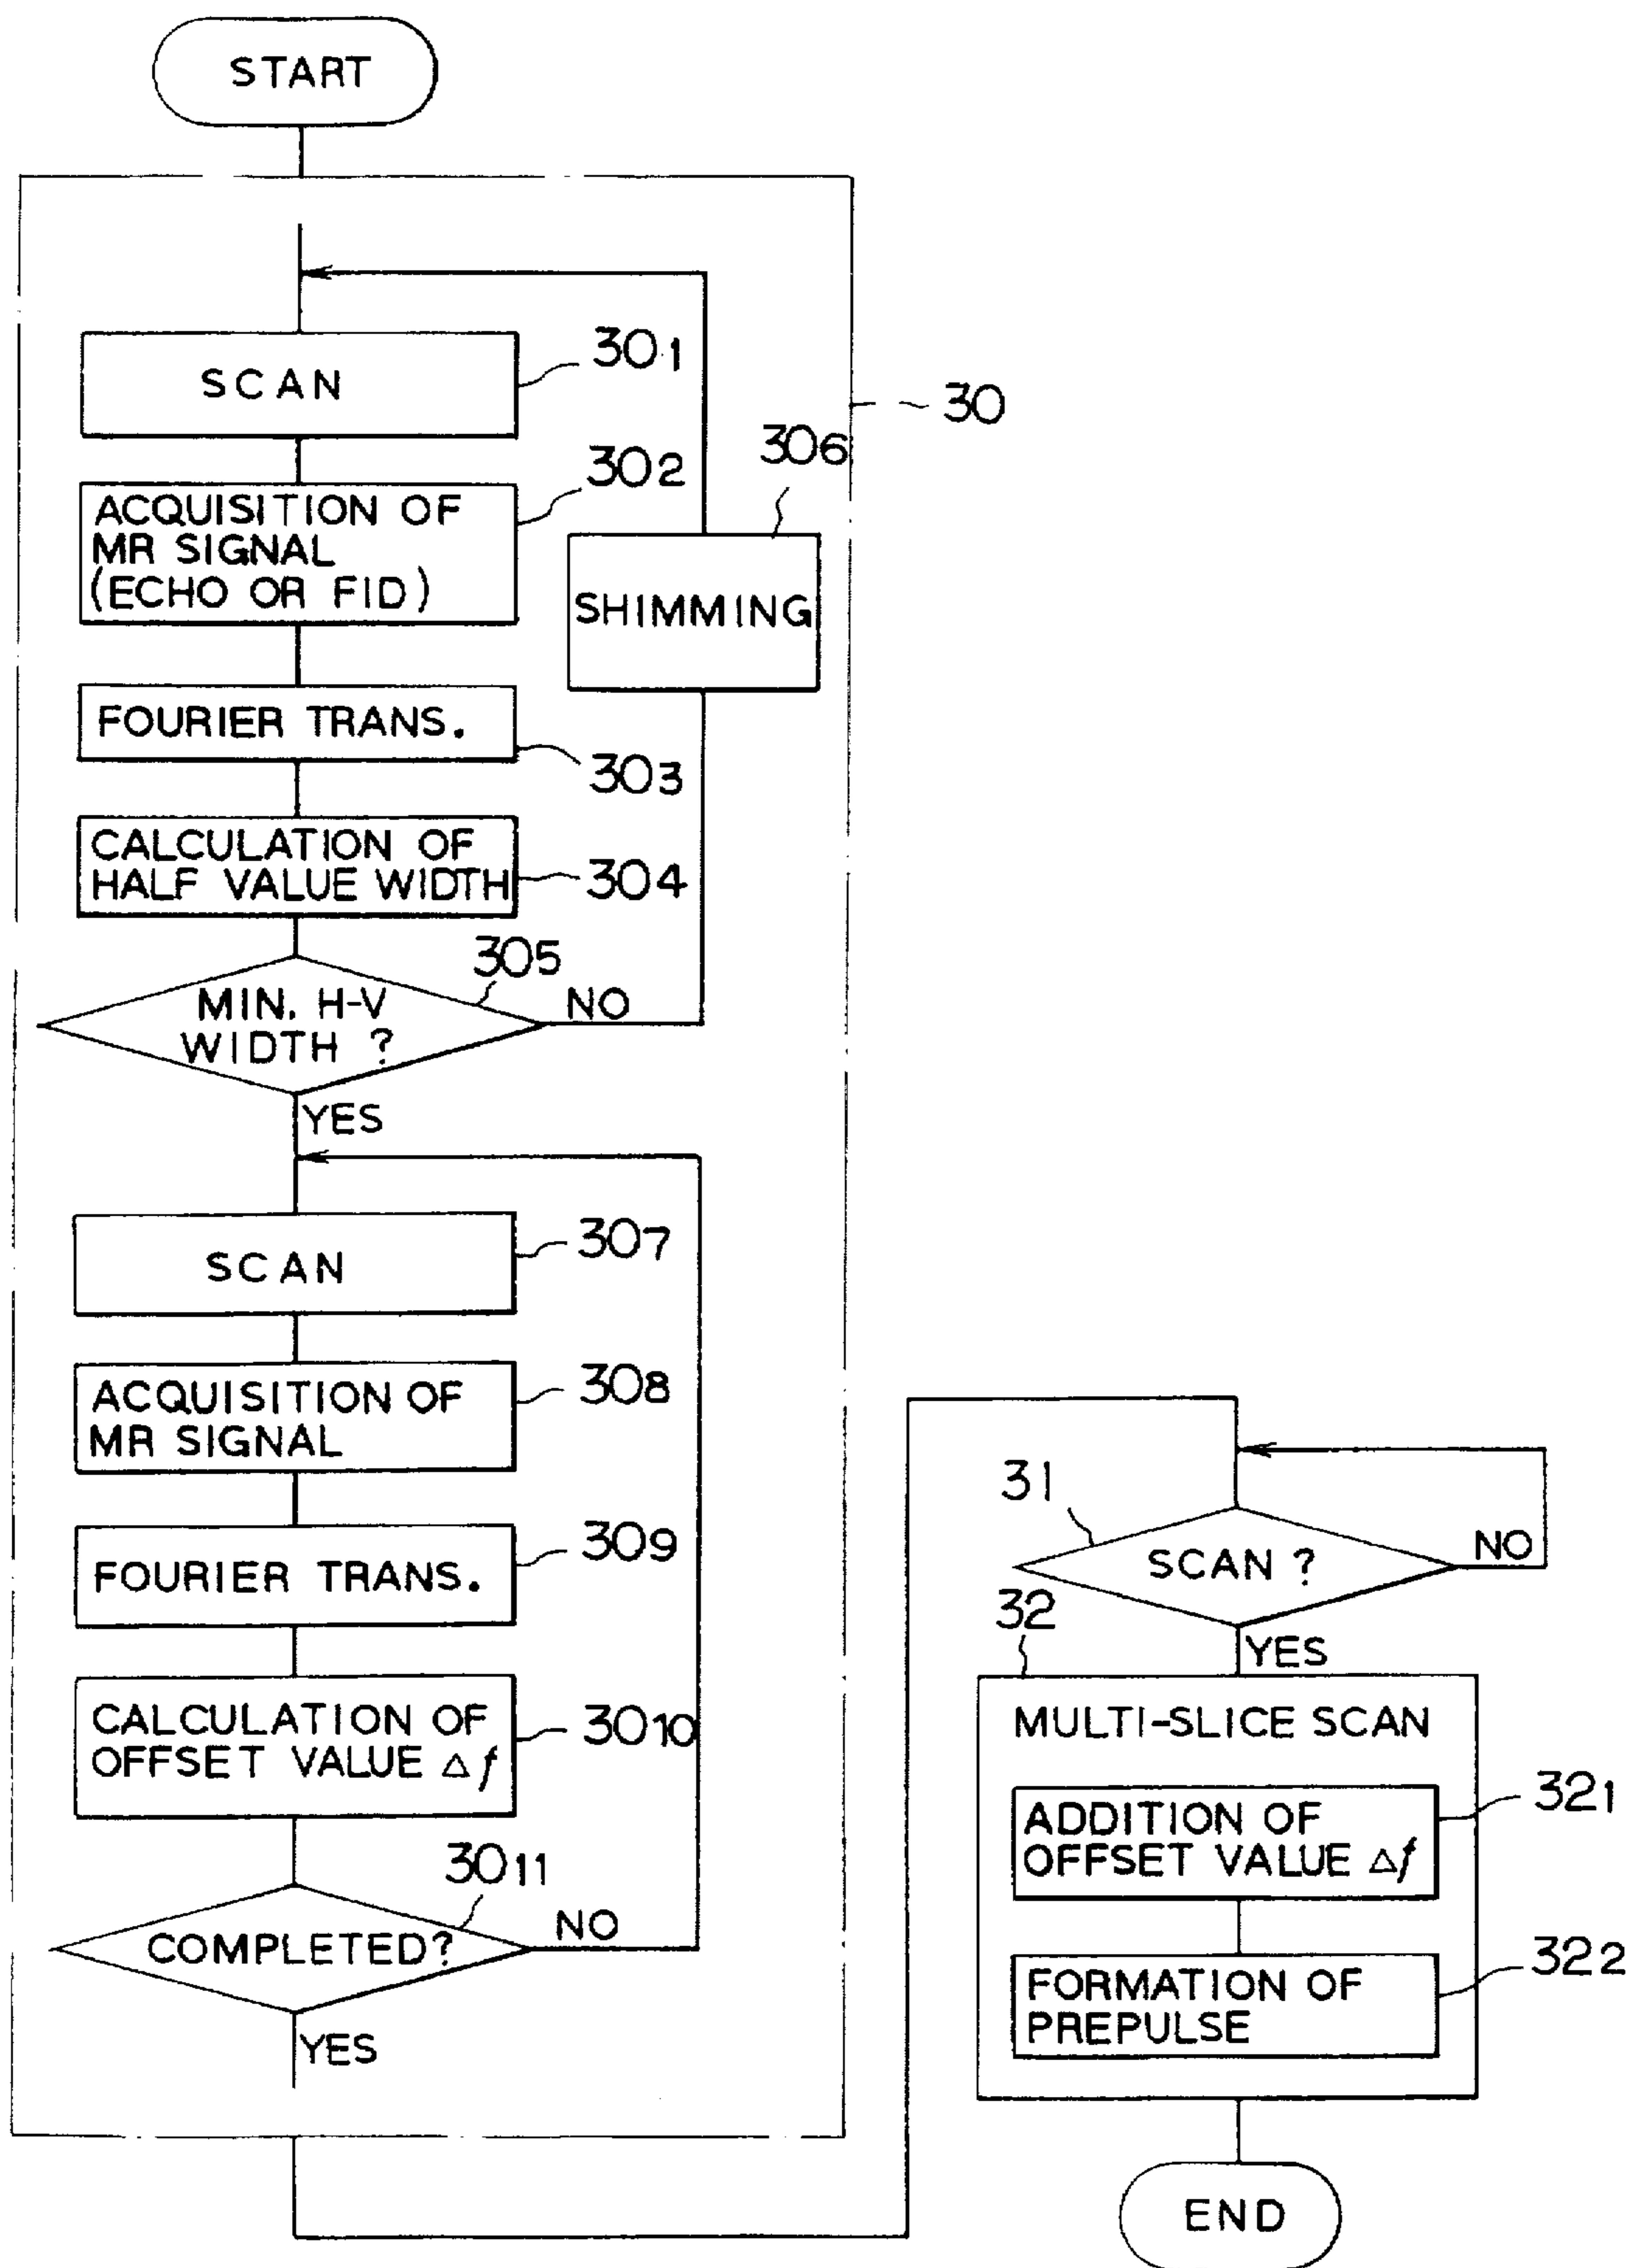 START
SCAN
301
30
302
ACQUISITION OF
MR SIGNAL
(ECHO OR FID)
306
SHIMMING
FOURIER TRANS.
303
CALCULATION OF
HALF VALUE WIDTH
304
305
MIN. H-V
WIDTH ?
NO
YES
SCAN
307
ACQUISITION OF
MR SIGNAL
308
FOURIER TRANS.
309
CALCULATION OF
OFFSET VALUE △f
3010
3011
COMPLETED?
NO
YES
31
SCAN ?
NO
YES
32
MULTI-SLICE SCAN
ADDITION OF
OFFSET VALUE △f
321
FORMATION OF
PREPULSE
322
END